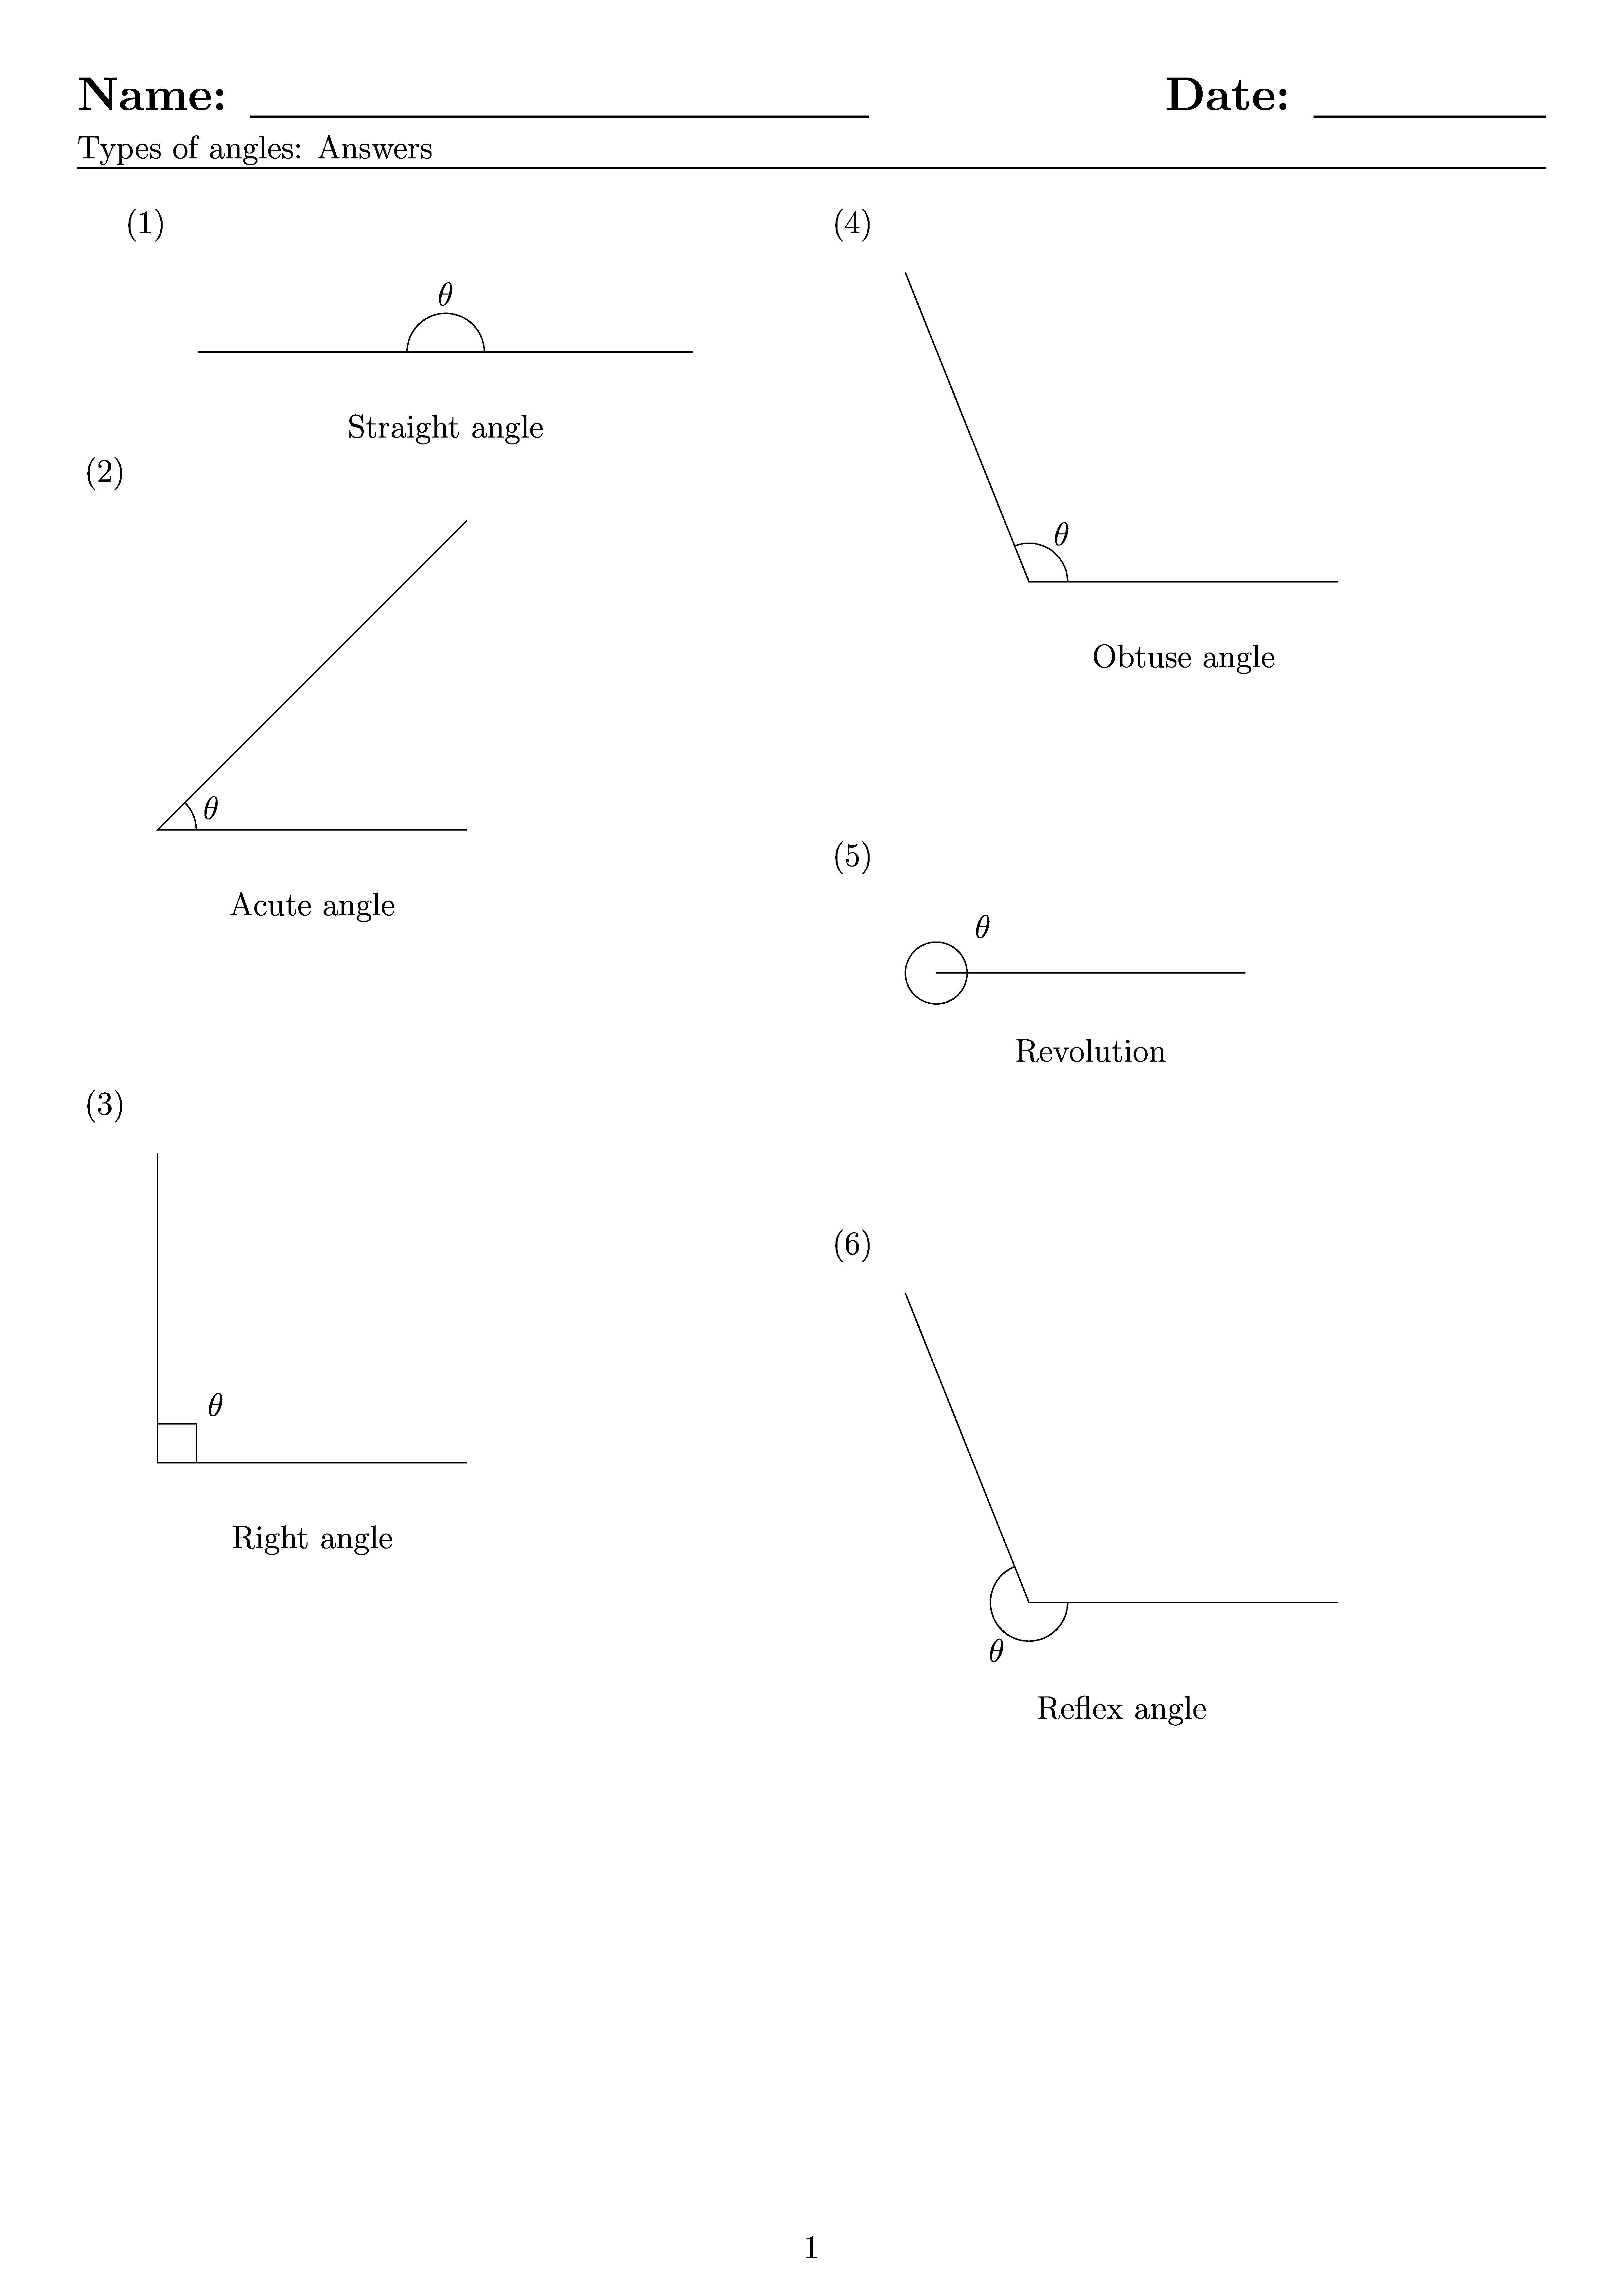 Name:
Date:
Types of angles: Answers
(1)
θ
Straight angle
(2)
θ
Acute angle
(3)
θ
Right angle
(4)
θ
Obtuse angle
(5)
θ
Revolution
(6)
θ
Reflex angle
1